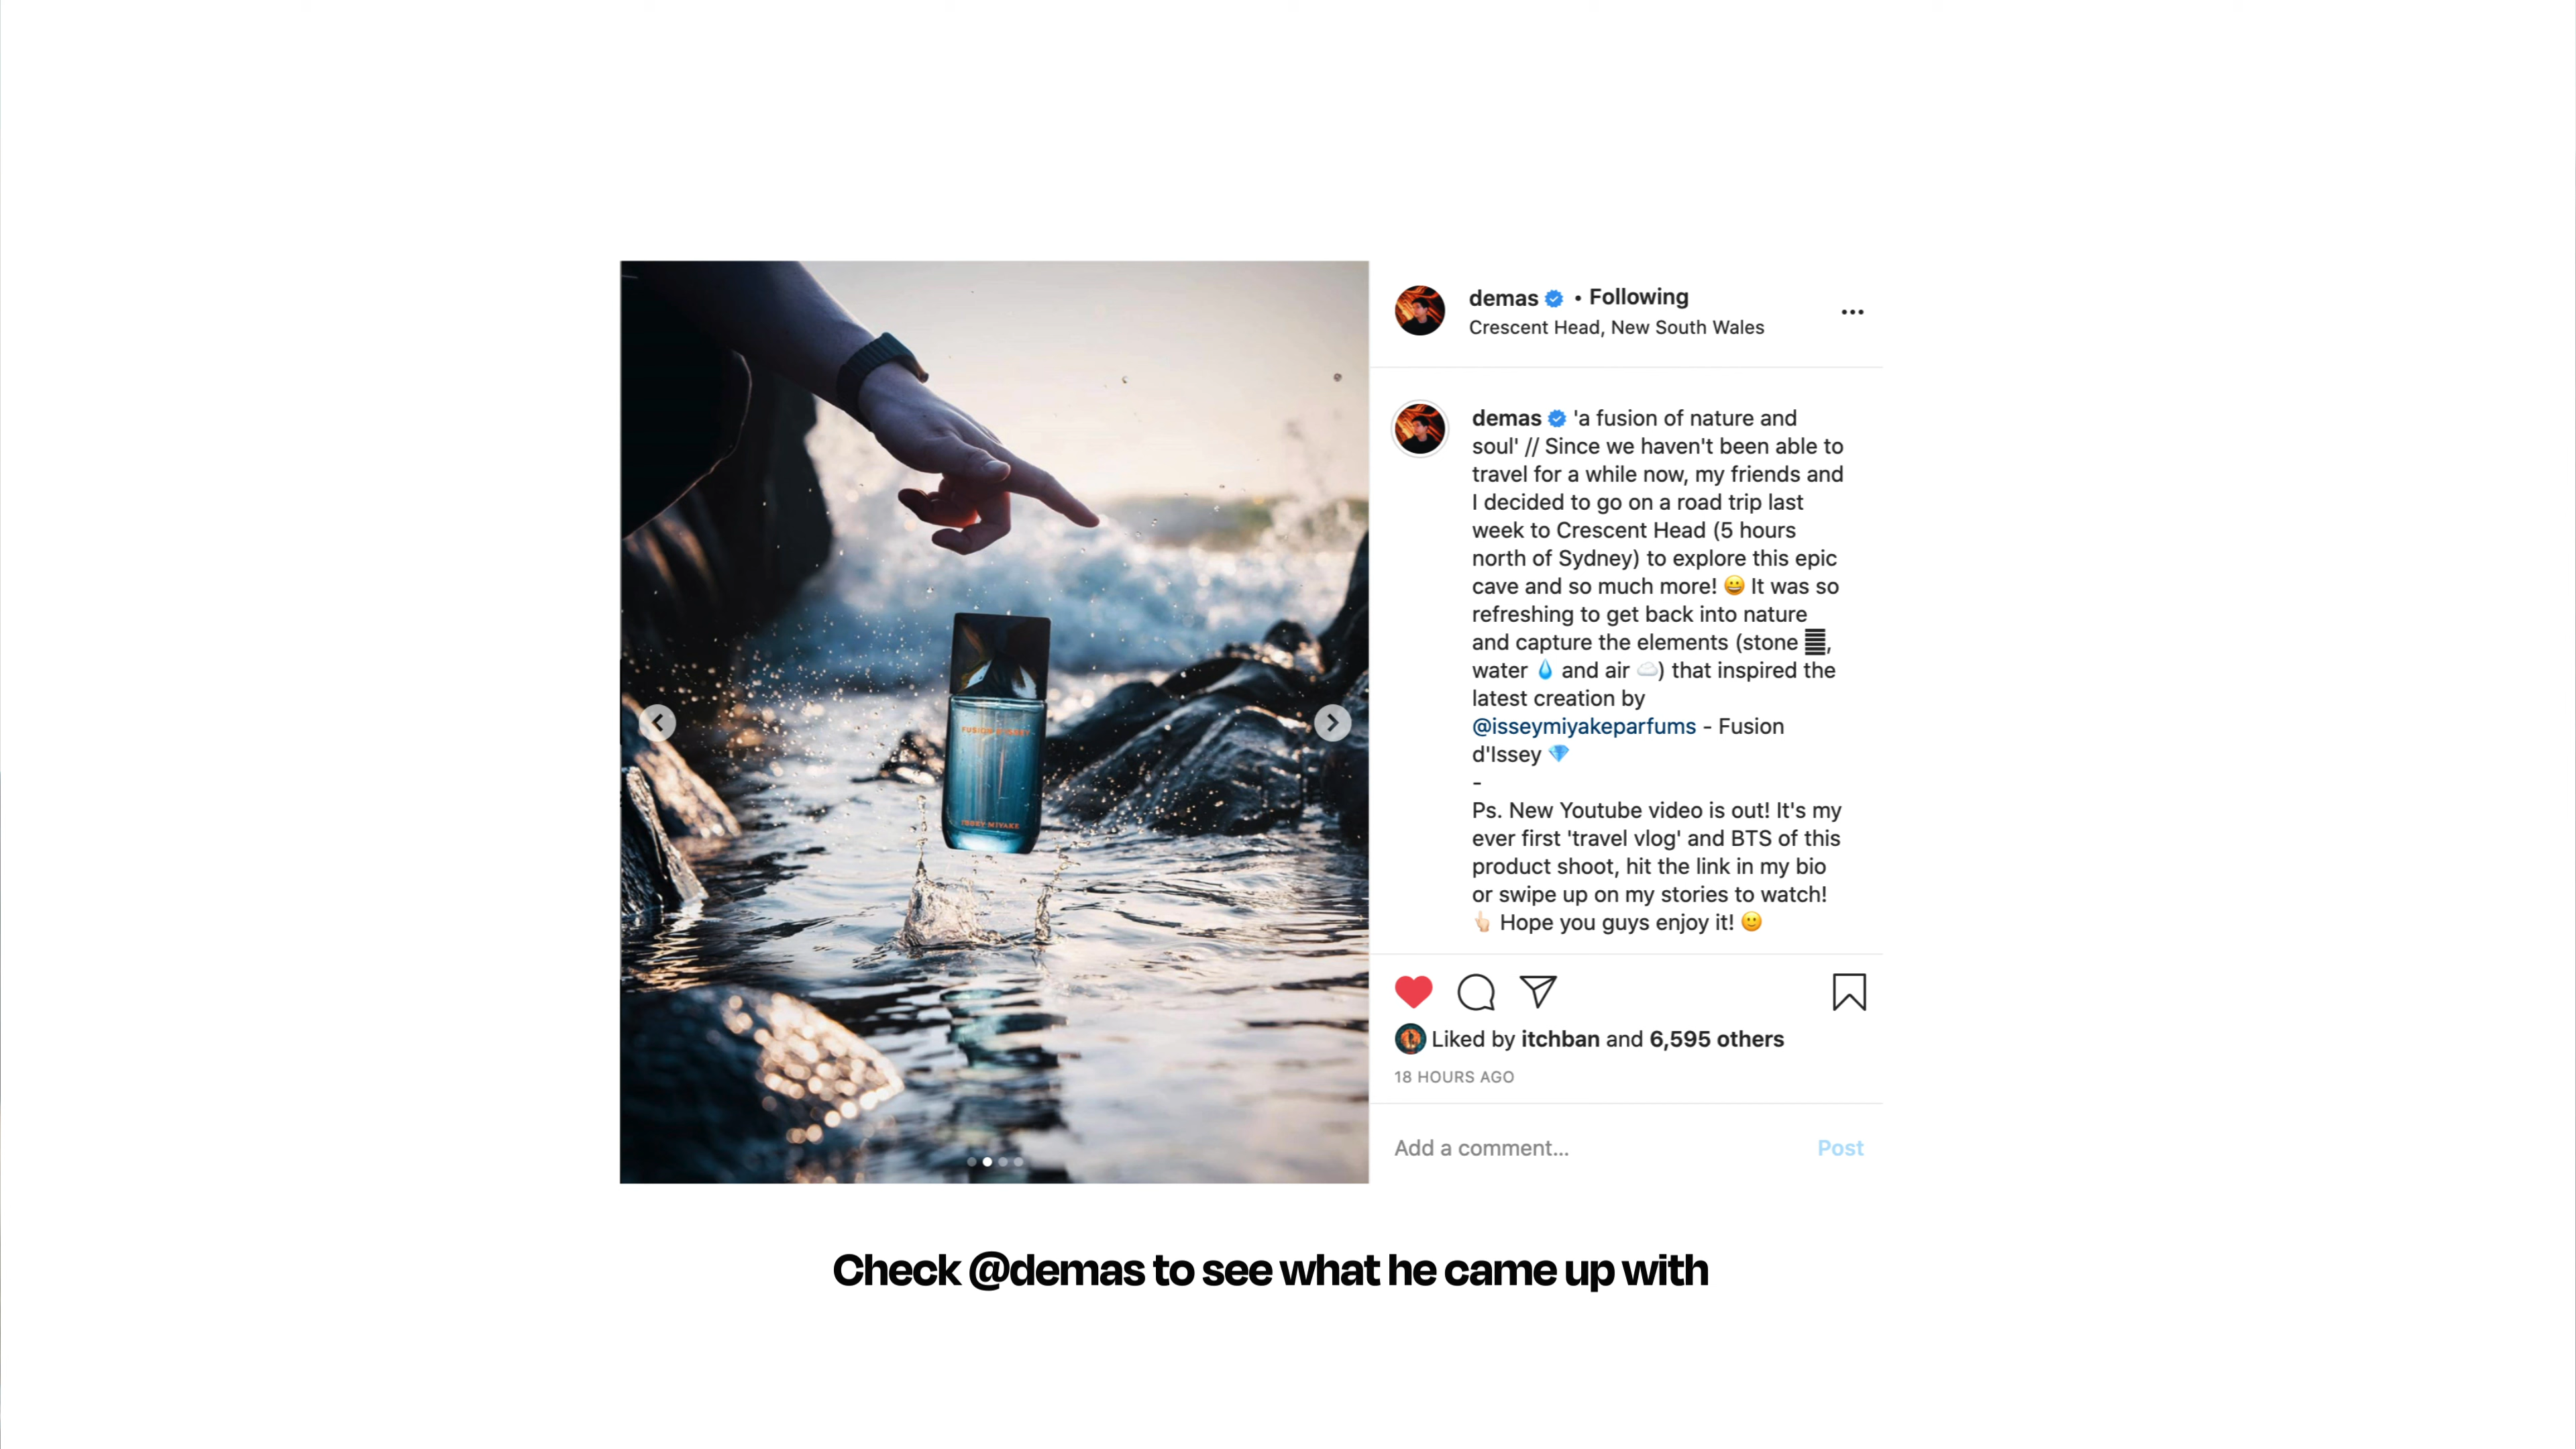 demas • Following
Crescent Head, New South Wales
demas 'a fusion of nature and
soul' // Since we haven't been able to
travel for a while now, my friends and
I decided to go on a road trip last
week to Crescent Head (5 hours
north of Sydney) to explore this epic
cave and so much more! 😀 It was so
refreshing to get back into nature
and capture the elements (stone ,
water 💧 and air ☁️) that inspired the
latest creation by
@isseymiyakeparfums - Fusion
d'Issey 💎
-
Ps. New Youtube video is out! It's my
ever first 'travel vlog' and BTS of this
product shoot, hit the link in my bio
or swipe up on my stories to watch!
👆🏻 Hope you guys enjoy it! 🙂
FUSION D'ISSEY
ISSEY MIYAKE
Liked by itchban and 6,595 others
18 HOURS AGO
Add a comment...
Post
Check @demas to see what he came up with